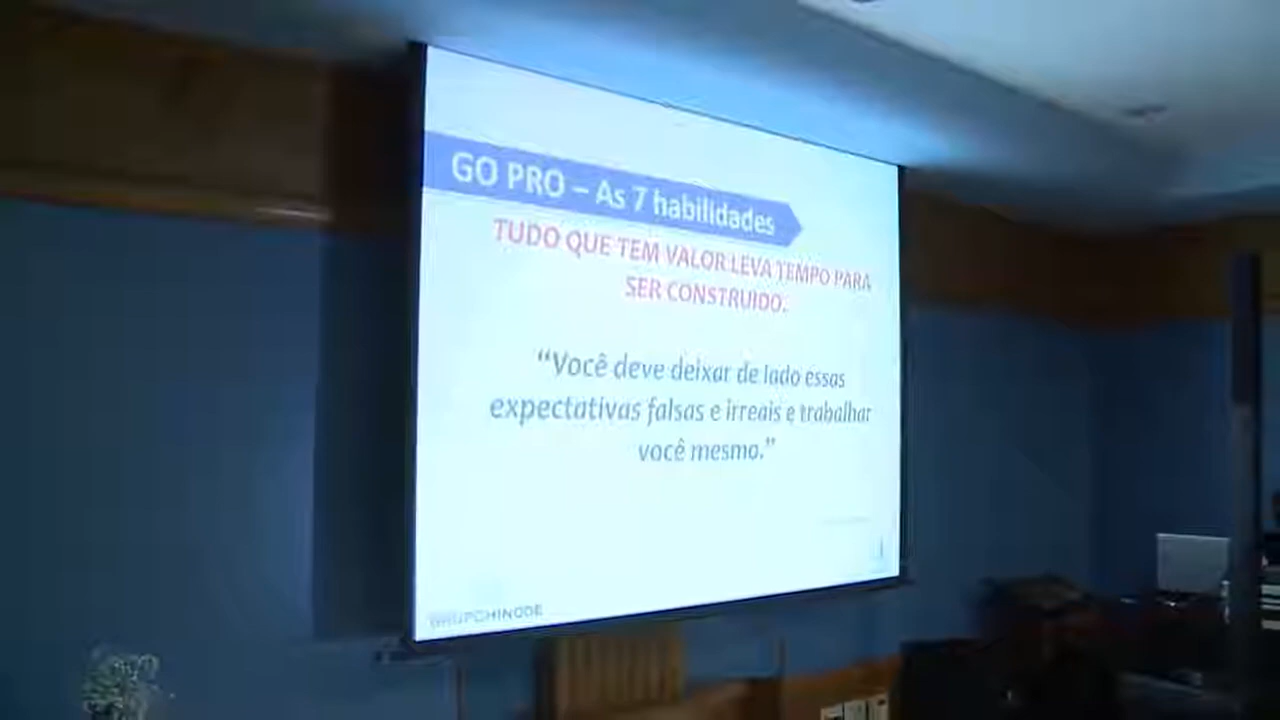 GO PRO – As 7 habilidades
TUDO QUE TEM VALOR LEVA TEMPO PARA
SER CONSTRUIDO.
“Você deve deixar de lado essas
expectativas falsas e irreais e trabalhar
você mesmo.”
GRUPOHINODE